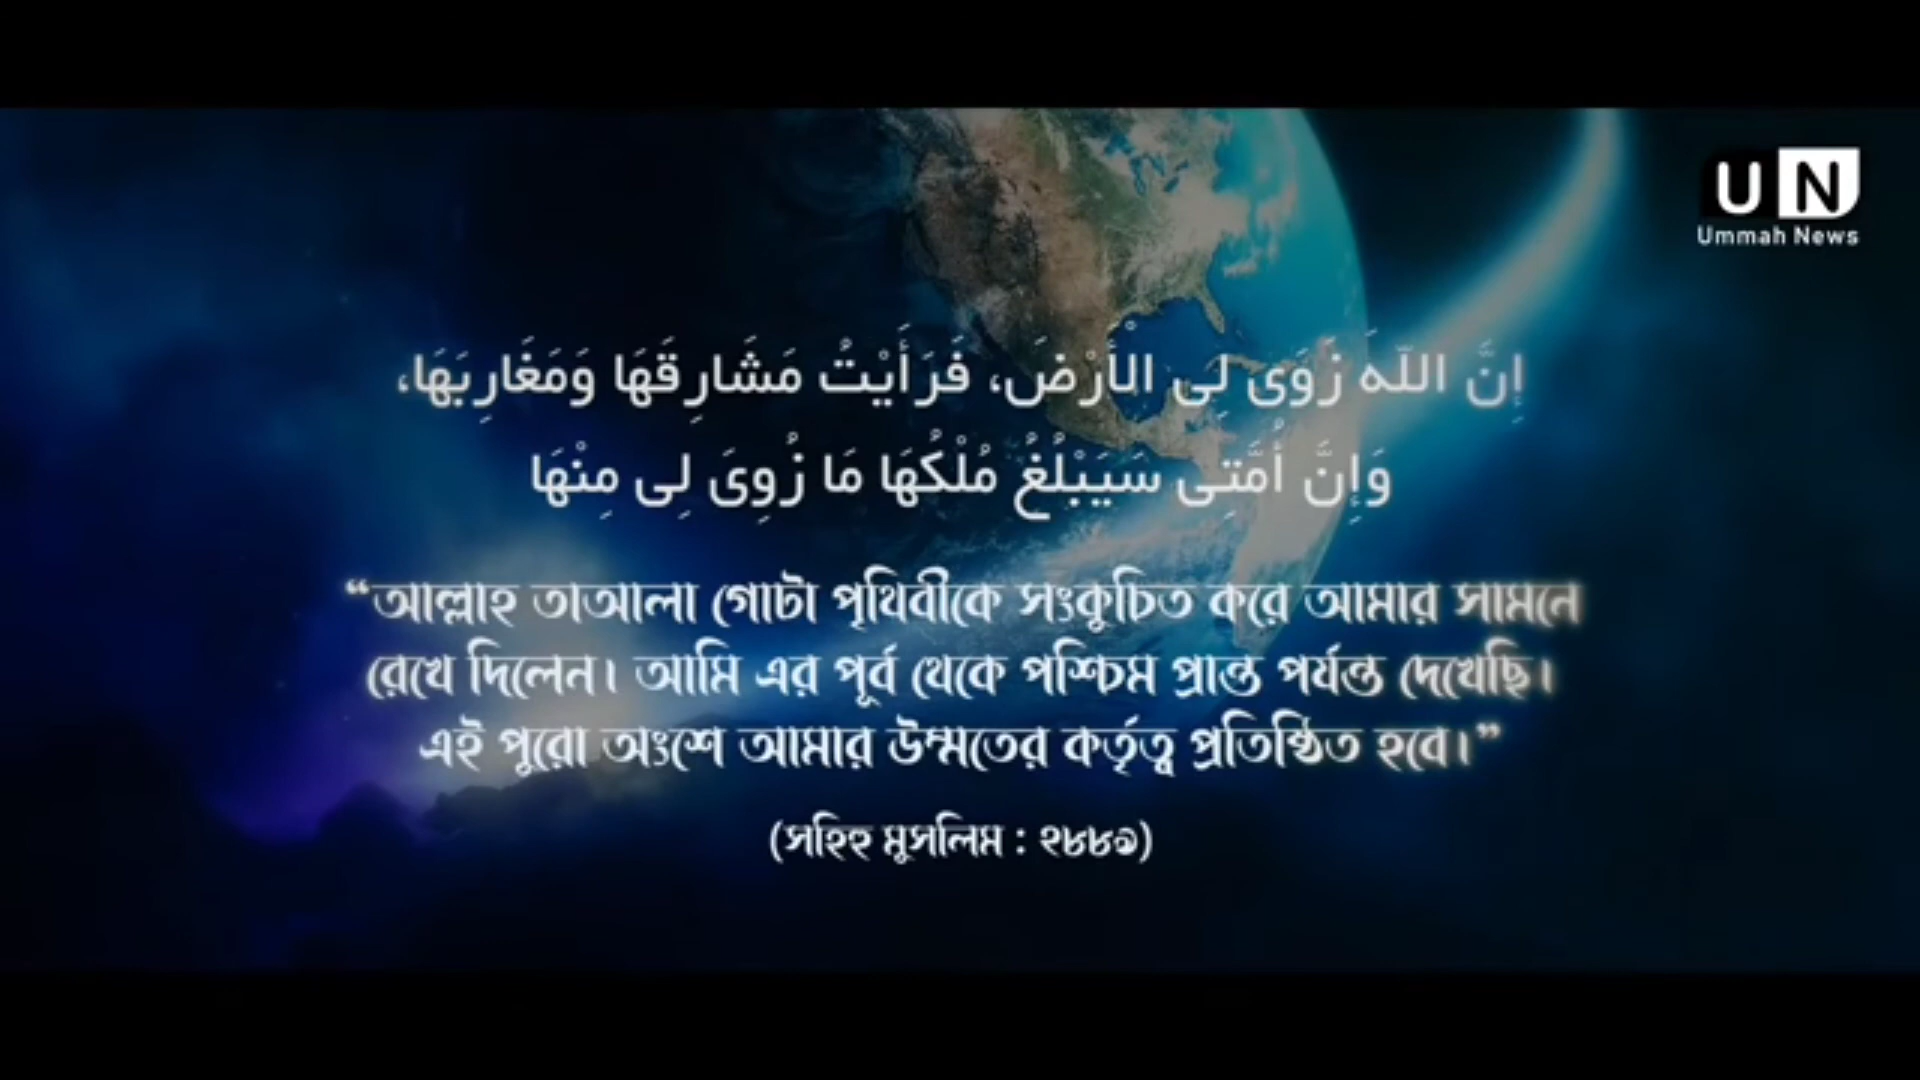 UN
Ummah News
إِنَّ اللّهَ زَوَى لِي الْأَرْضَ، فَرَأَيْتُ مَشَارِقَهَا وَمَغَارِبَهَا،
وَإِنَّ أُمَّتِي سَيَبْلُغُ مُلْكُهَا مَا زُوِيَ لِي مِنْهَا
“আল্লাহ তাআলা গোটা পৃথিবীকে সংকুচিত করে আমার সামনে
রেখে দিলেন। আমি এর পূর্ব থেকে পশ্চিম প্রান্ত পর্যন্ত দেখেছি।
এই পুরো অংশে আমার উম্মতের কর্তৃত্ব প্রতিষ্ঠিত হবে।”
(সহিহু মুসলিম : ২৮৮৯)